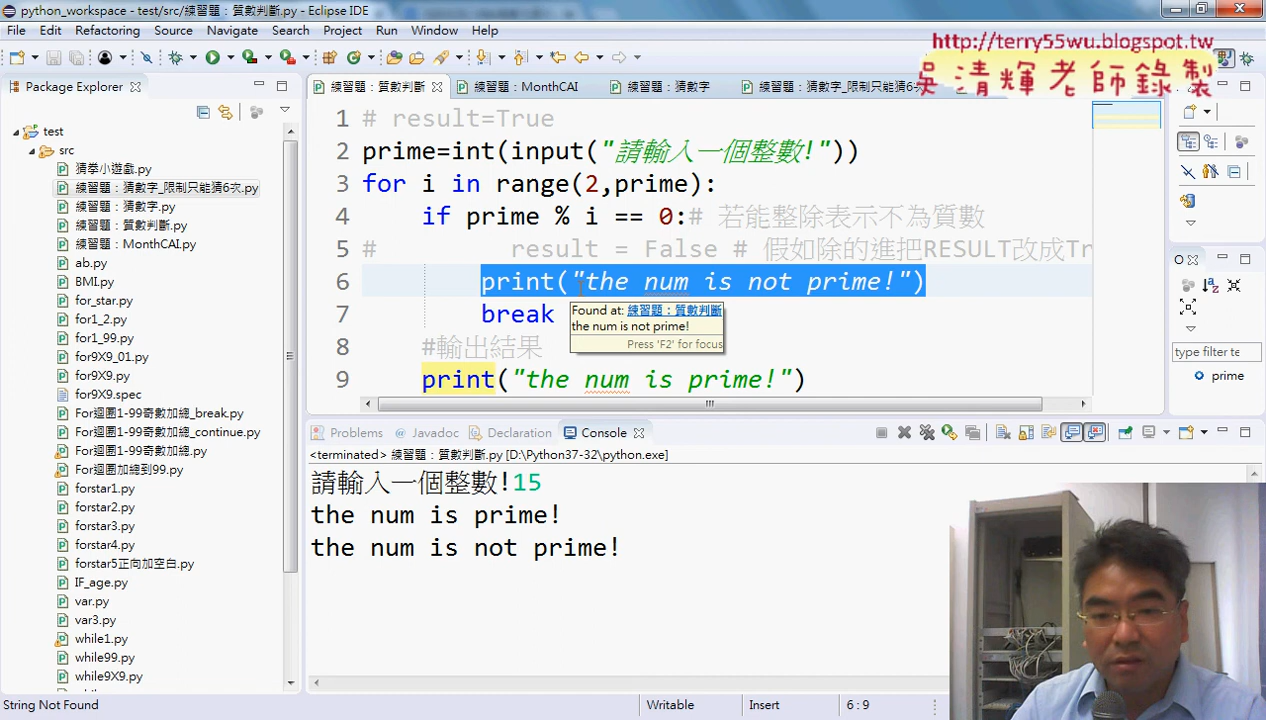 python_workspace - test/src/練習題：質數判斷.py - Eclipse IDE
File Edit Refactoring Source Navigate Search Project Run Window Help
http://terry55wu.blogspot.tw
吳清輝老師錄製
Package Explorer
練習題：質數判斷
練習題：MonthCAI
練習題：猜數字
練習題：猜數字_限制只能猜6次
test
src
猜拳小遊戲.py
練習題：猜數字_限制只能猜6次.py
練習題：猜數字.py
練習題：質數判斷.py
練習題：MonthCAI.py
ab.py
BMI.py
for_star.py
for1_2.py
for1_99.py
for9X9_01.py
for9X9.py
for9X9.spec
For迴圈1-99奇數加總_break.py
For迴圈1-99奇數加總_continue.py
For迴圈1-99奇數加總.py
For迴圈加總到99.py
forstar1.py
forstar2.py
forstar3.py
forstar4.py
forstar5正向加空白.py
IF_age.py
var.py
var3.py
while1.py
while99.py
while9X9.py
1 # result=True
2 prime=int(input("請輸入一個整數!"))
3 for i in range(2,prime):
4 if prime % i == 0:# 若能整除表示不為質數
5 # result = False # 假如除的進把RESULT改成Tr
6 print("the num is not prime!")
7 break
8 #輸出結果
9 print("the num is prime!")
Found at: 練習題：質數判斷
the num is not prime!
Press 'F2' for focus
O
type filter te
prime
Problems Javadoc Declaration Console
<terminated> 練習題：質數判斷.py [D:\Python37-32\python.exe]
請輸入一個整數!15
the num is prime!
the num is not prime!
String Not Found
Writable
Insert
6 : 9